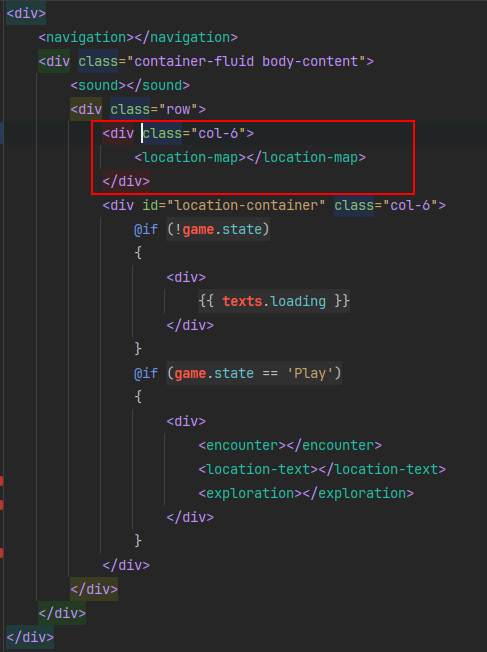 <div>
    <navigation></navigation>
    <div class="container-fluid body-content">
        <sound></sound>
        <div class="row">
            <div class="col-6">
                <location-map></location-map>
            </div>
            <div id="location-container" class="col-6">
                @if (!game.state)
                {
                    <div>
                        {{ texts.loading }}
                    </div>
                }
                @if (game.state == 'Play')
                {
                    <div>
                        <encounter></encounter>
                        <location-text></location-text>
                        <exploration></exploration>
                    </div>
                }
            </div>
        </div>
    </div>
</div>